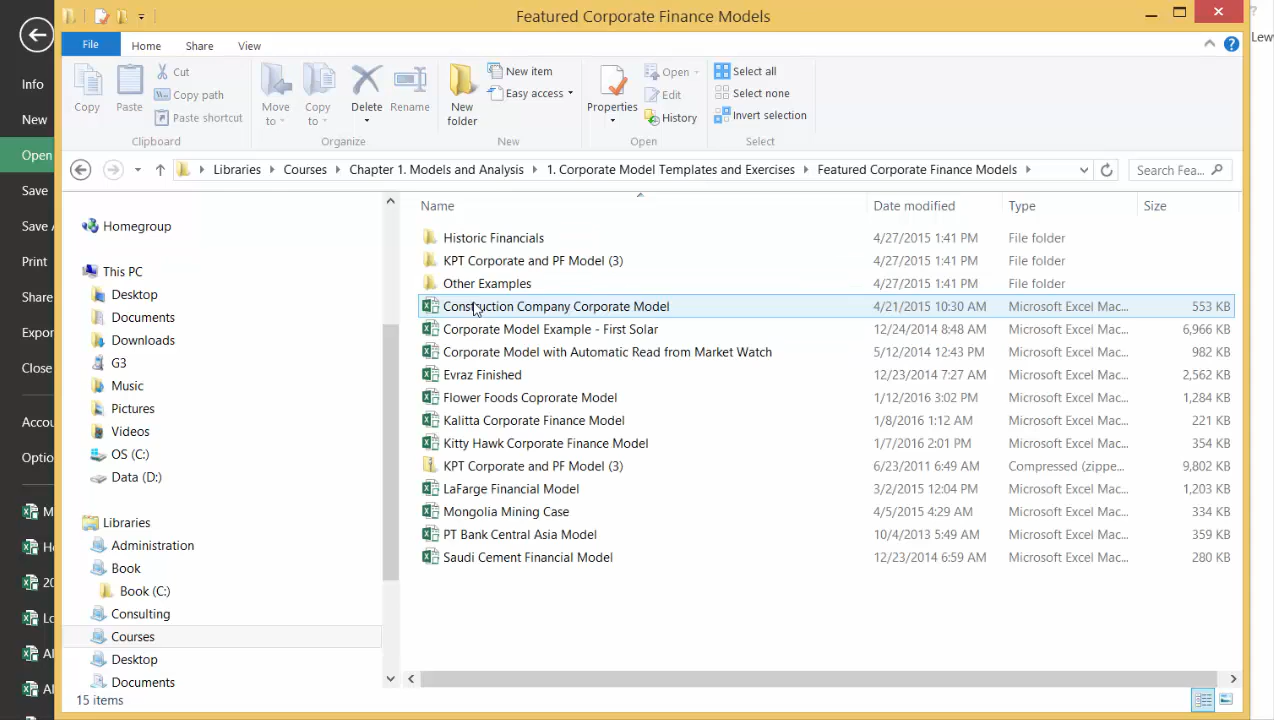 Featured Corporate Finance Models
File Home Share View
Copy
Paste
Cut
Copy path
Paste shortcut
Clipboard
Move to
Copy to
Delete
Rename
Organize
New folder
New item
Easy access
New
Properties
Open
Edit
History
Open
Select all
Select none
Invert selection
Select
Libraries Courses Chapter 1. Models and Analysis 1. Corporate Model Templates and Exercises Featured Corporate Finance Models
Search Fea...
Info
New
Open
Save
Save A
Print
Share
Expor
Close
Accou
Optio
Homegroup
This PC
Desktop
Documents
Downloads
G3
Music
Pictures
Videos
OS (C:)
Data (D:)
Libraries
Administration
Book
Book (C:)
Consulting
Courses
Desktop
Documents
Name Date modified Type Size
Historic Financials 4/27/2015 1:41 PM File folder
KPT Corporate and PF Model (3) 4/27/2015 1:41 PM File folder
Other Examples 4/27/2015 1:41 PM File folder
Construction Company Corporate Model 4/21/2015 10:30 AM Microsoft Excel Mac... 553 KB
Corporate Model Example - First Solar 12/24/2014 8:48 AM Microsoft Excel Mac... 6,966 KB
Corporate Model with Automatic Read from Market Watch 5/12/2014 12:43 PM Microsoft Excel Mac... 982 KB
Evraz Finished 12/23/2014 7:27 AM Microsoft Excel Mac... 2,562 KB
Flower Foods Coprorate Model 1/12/2016 3:02 PM Microsoft Excel Mac... 1,284 KB
Kalitta Corporate Finance Model 1/8/2016 1:12 AM Microsoft Excel Mac... 221 KB
Kitty Hawk Corporate Finance Model 1/7/2016 2:01 PM Microsoft Excel Mac... 354 KB
KPT Corporate and PF Model (3) 6/23/2011 6:49 AM Compressed (zippe... 9,802 KB
LaFarge Financial Model 3/2/2015 12:04 PM Microsoft Excel Mac... 1,203 KB
Mongolia Mining Case 4/5/2015 4:29 AM Microsoft Excel Mac... 334 KB
PT Bank Central Asia Model 10/4/2013 5:49 AM Microsoft Excel Mac... 359 KB
Saudi Cement Financial Model 12/23/2014 6:59 AM Microsoft Excel Mac... 280 KB
15 items